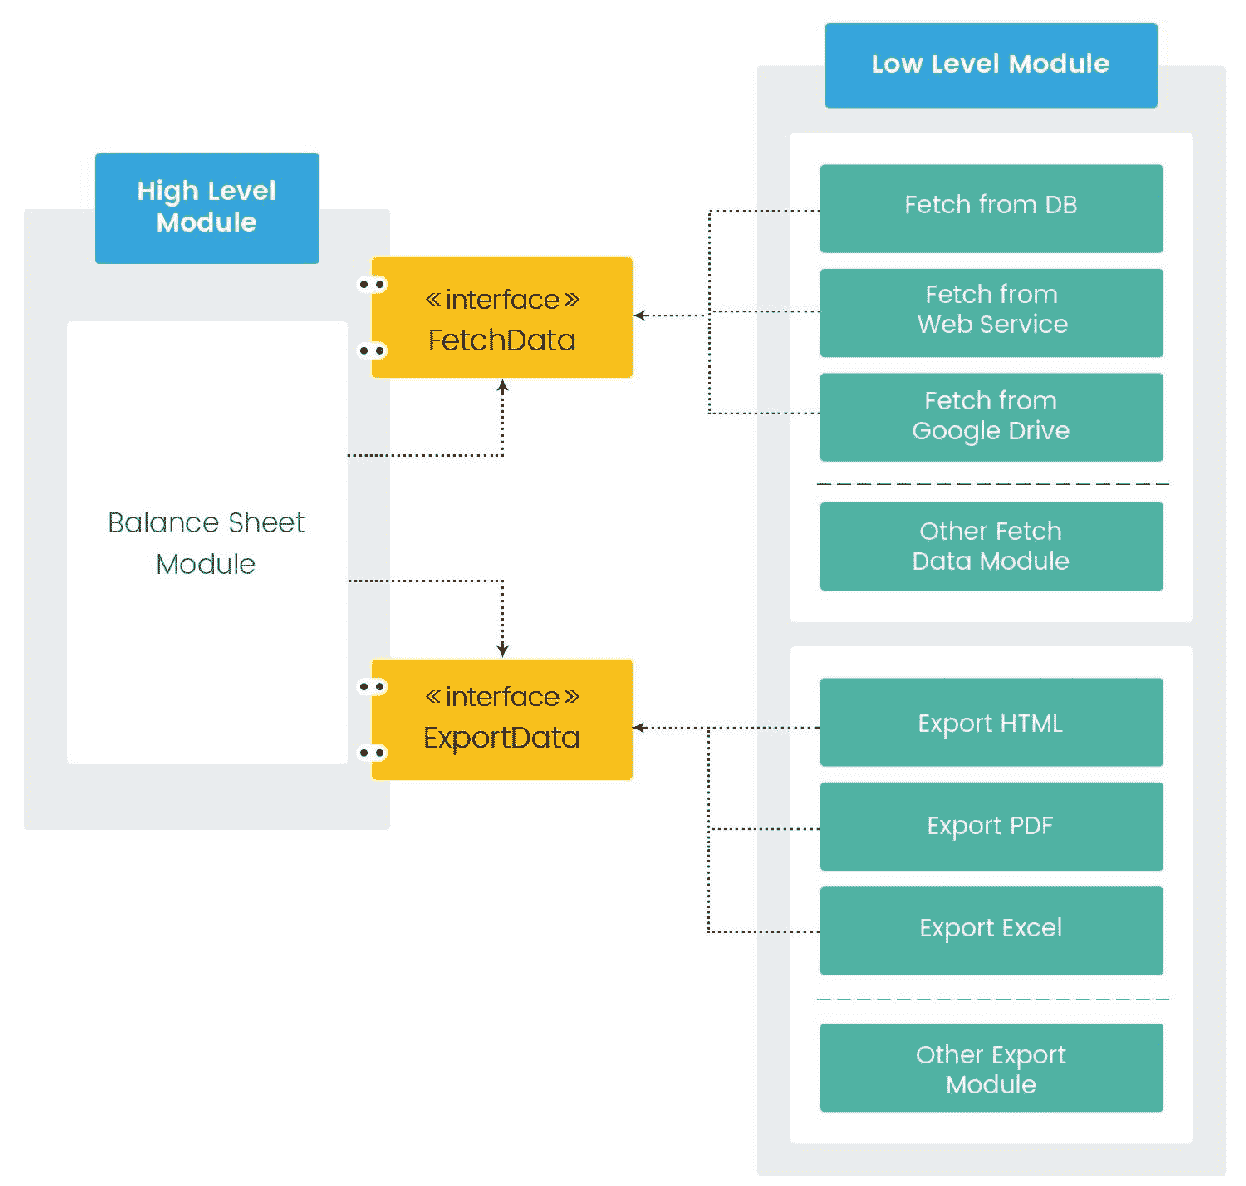 High Level
Module
Balance Sheet
Module
«interface»
FetchData
«interface»
ExportData
Low Level Module
Fetch from DB
Fetch from
Web Service
Fetch from
Google Drive
Other Fetch
Data Module
Export HTML
Export PDF
Export Excel
Other Export
Module